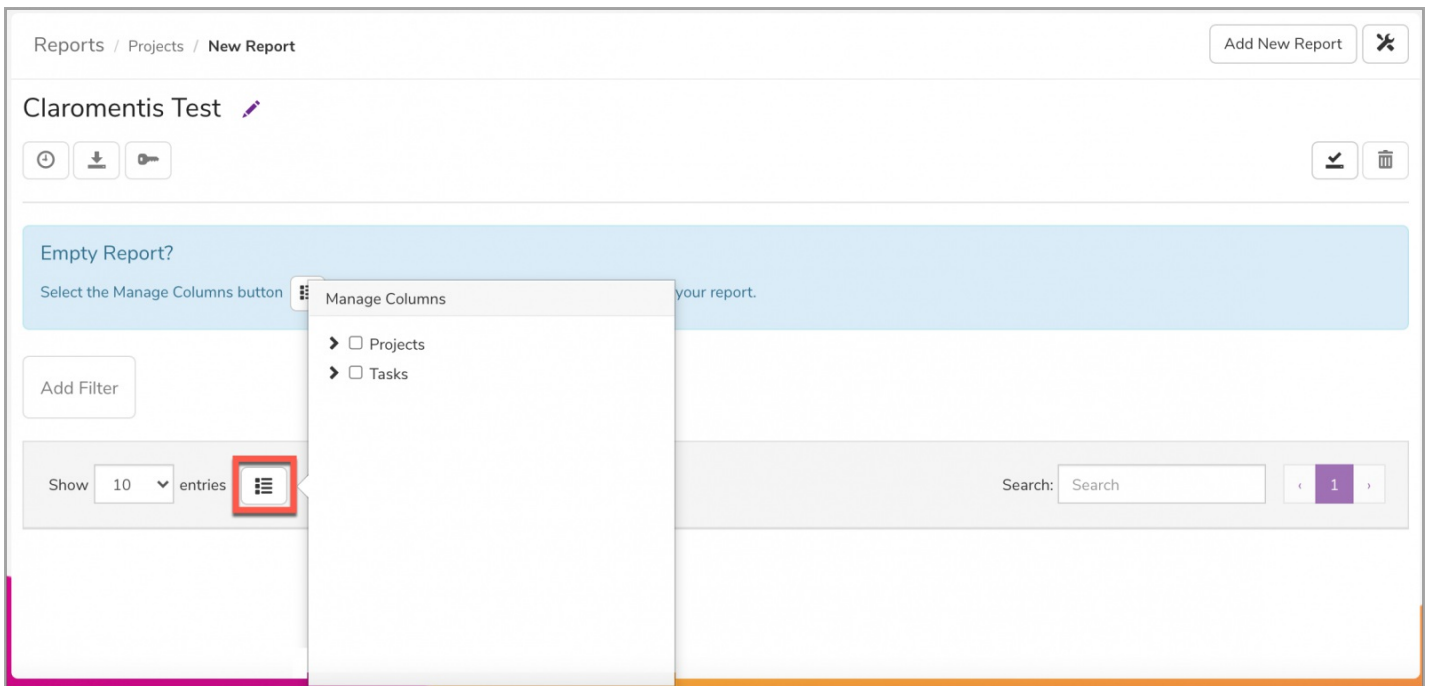 Reports / Projects / New Report
Add New Report
Claromentis Test
Empty Report?
Select the Manage Columns button
your report.
Manage Columns
Projects
Tasks
Add Filter
Show 10 entries
Search: Search
‹ 1 ›